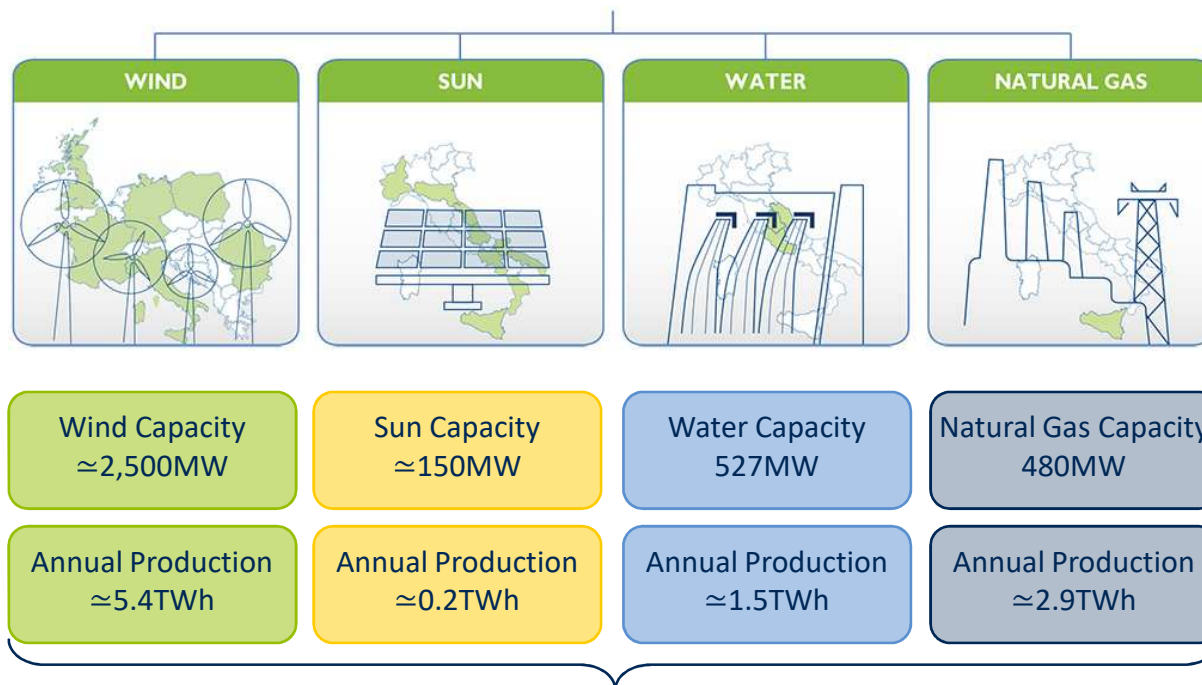 WIND
SUN
WATER
NATURAL GAS
Wind Capacity
≃2,500MW
Sun Capacity
≃150MW
Water Capacity
527MW
Natural Gas Capacity
480MW
Annual Production
≃5.4TWh
Annual Production
≃0.2TWh
Annual Production
≃1.5TWh
Annual Production
≃2.9TWh